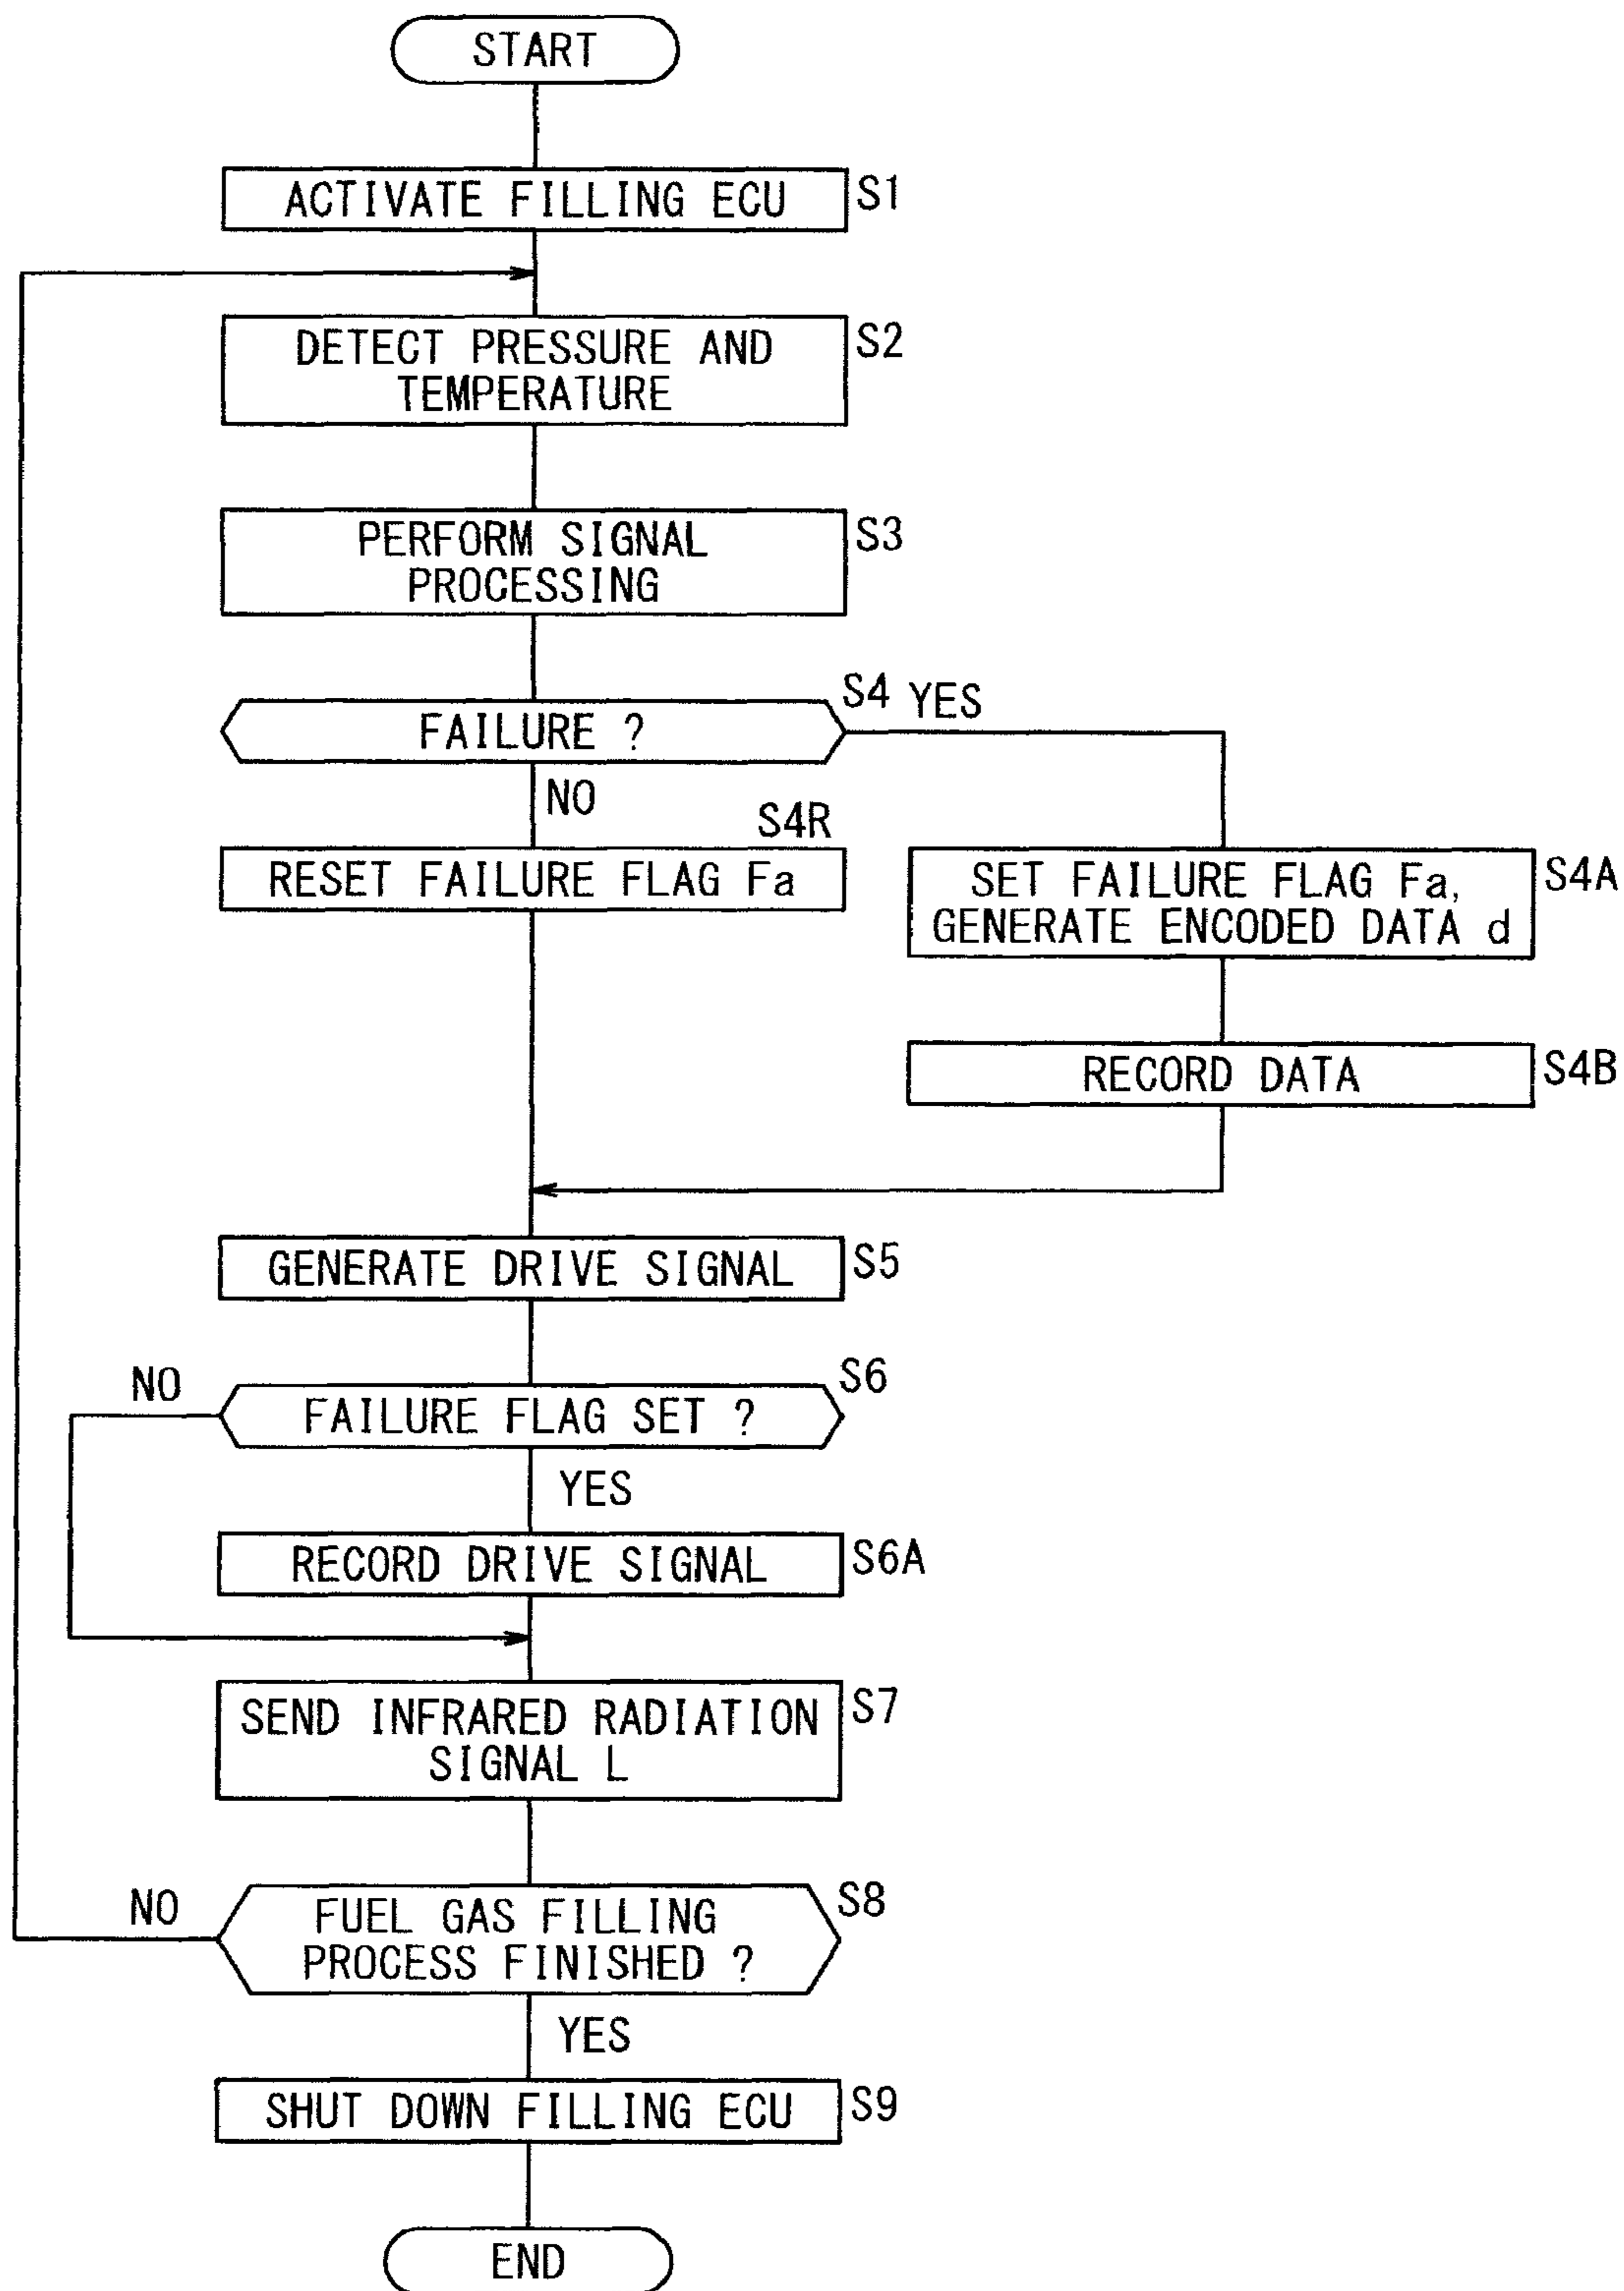 START
ACTIVATE FILLING ECU
S1
DETECT PRESSURE AND
TEMPERATURE
S2
PERFORM SIGNAL
PROCESSING
S3
FAILURE ?
S4
YES
NO
S4R
RESET FAILURE FLAG Fa
SET FAILURE FLAG Fa,
GENERATE ENCODED DATA d
S4A
RECORD DATA
S4B
GENERATE DRIVE SIGNAL
S5
NO
FAILURE FLAG SET ?
S6
YES
RECORD DRIVE SIGNAL
S6A
SEND INFRARED RADIATION
SIGNAL L
S7
NO
FUEL GAS FILLING
PROCESS FINISHED ?
S8
YES
SHUT DOWN FILLING ECU
S9
END